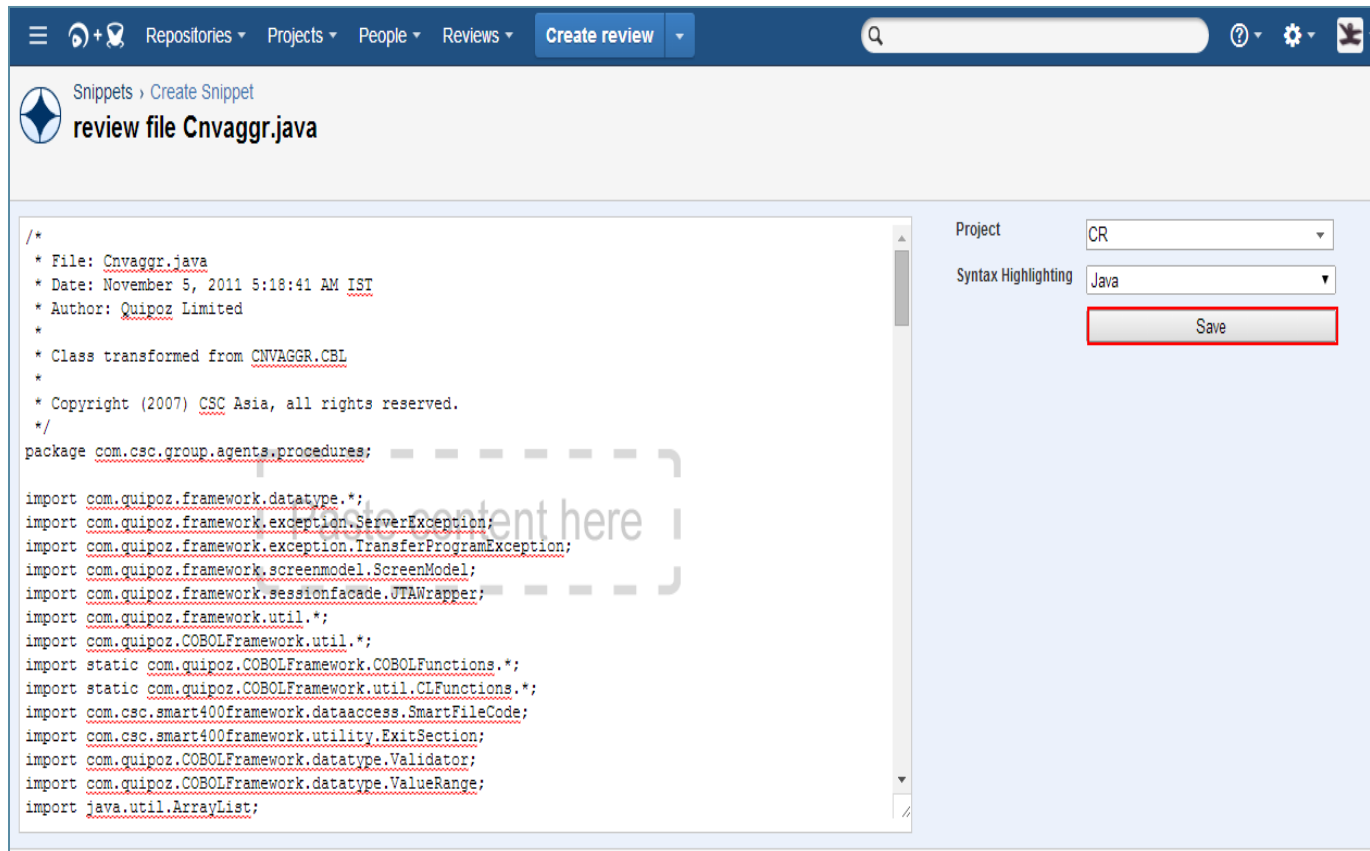 Repositories Projects People Reviews Create review
Snippets › Create Snippet
review file Cnvaggr.java
/*
* File: Cnvaggr.java
* Date: November 5, 2011 5:18:41 AM IST
* Author: Quipoz Limited
*
* Class transformed from CNVAGGR.CBL
*
* Copyright (2007) CSC Asia, all rights reserved.
*/
package com.csc.group.agents.procedures;
import com.quipoz.framework.datatype.*;
import com.quipoz.framework.exception.ServerException;
import com.quipoz.framework.exception.TransferProgramException;
import com.quipoz.framework.screenmodel.ScreenModel;
import com.quipoz.framework.sessionfacade.JTAWrapper;
import com.quipoz.framework.util.*;
import com.quipoz.COBOLFramework.util.*;
import static com.quipoz.COBOLFramework.COBOLFunctions.*;
import static com.quipoz.COBOLFramework.util.CLFunctions.*;
import com.csc.smart400framework.dataaccess.SmartFileCode;
import com.csc.smart400framework.utility.ExitSection;
import com.quipoz.COBOLFramework.datatype.Validator;
import com.quipoz.COBOLFramework.datatype.ValueRange;
import java.util.ArrayList;
Paste content here
Project CR
Syntax Highlighting Java
Save